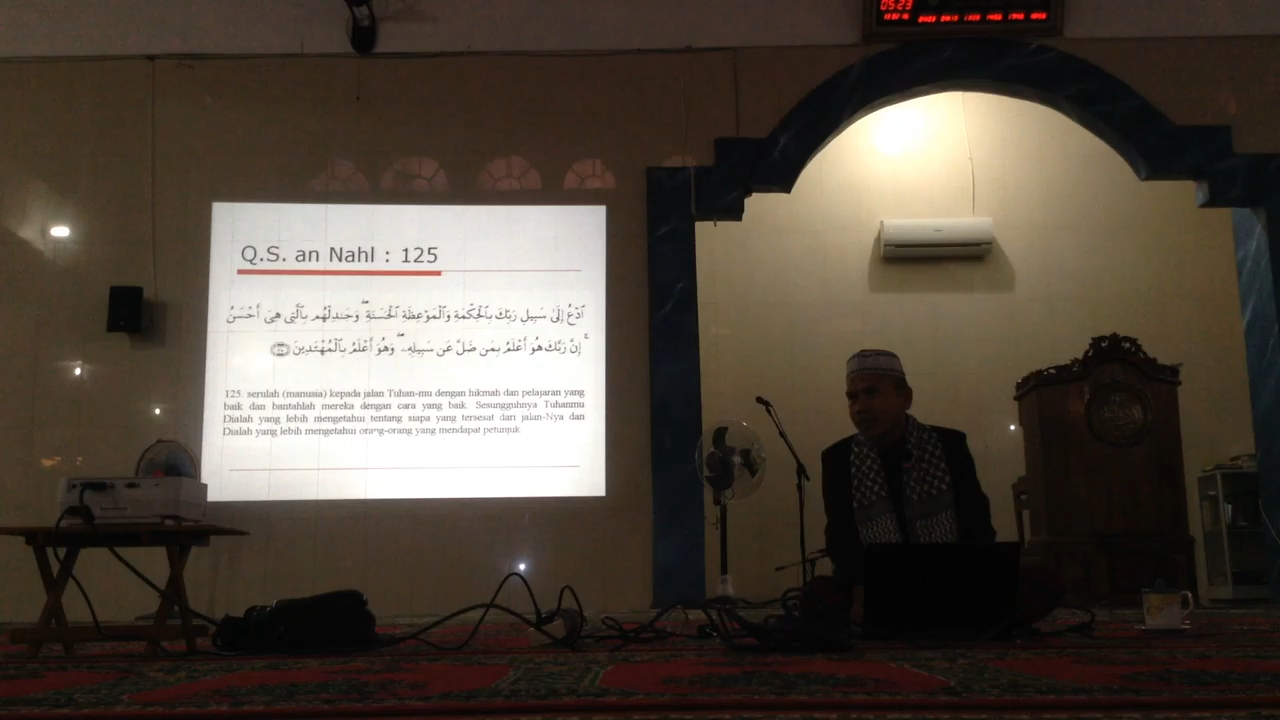 05:23
Q.S. an Nahl : 125
ٱدْعُ إِلَىٰ سَبِيلِ رَبِّكَ بِٱلْحِكْمَةِ وَٱلْمَوْعِظَةِ ٱلْحَسَنَةِ ۖ وَجَـٰدِلْهُم بِٱلَّتِى هِىَ أَحْسَنُ ۚ
إِنَّ رَبَّكَ هُوَ أَعْلَمُ بِمَن ضَلَّ عَن سَبِيلِهِۦ ۖ وَهُوَ أَعْلَمُ بِٱلْمُهْتَدِينَ
125. serulah (manusia) kepada jalan Tuhan-mu dengan hikmah dan pelajaran yang
baik dan bantahlah mereka dengan cara yang baik. Sesungguhnya Tuhanmu
Dialah yang lebih mengetahui tentang siapa yang tersesat dari jalan-Nya dan
Dialah yang lebih mengetahui orang-orang yang mendapat petunjuk